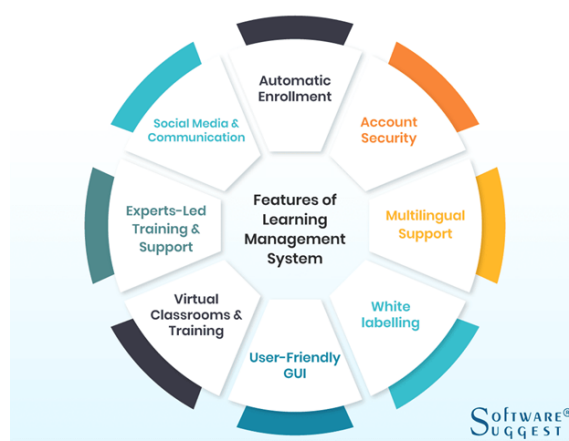 Automatic
Enrollment
Account
Security
Multilingual
Support
White
labelling
User-Friendly
GUI
Virtual
Classrooms &
Training
Experts-Led
Training &
Support
Social Media &
Communication
Features of
Learning
Management
System
SOFTWARE®
SUGGEST